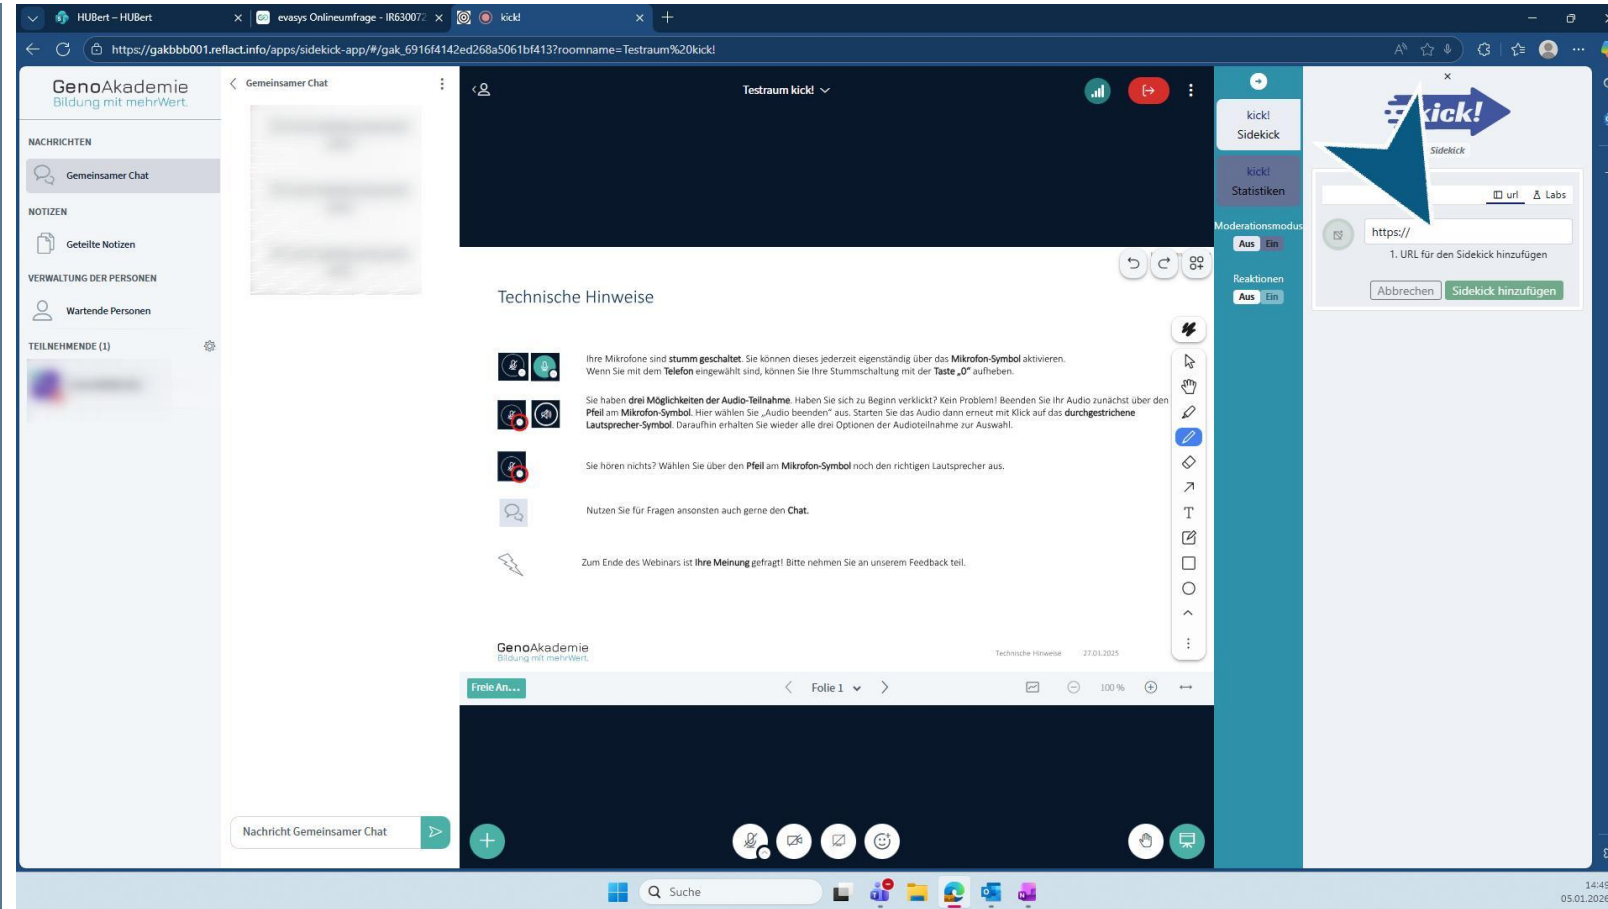 HUBert – HUBert
evasys Onlineumfrage - IR630072
kick!
https://gakbbb001.reflact.info/apps/sidekick-app/#/gak_6916f4142ed268a5061bf413?roomname=Testraum%20kick!
GenoAkademie
Bildung mit mehrWert.
NACHRICHTEN
Gemeinsamer Chat
NOTIZEN
Geteilte Notizen
VERWALTUNG DER PERSONEN
Wartende Personen
TEILNEHMENDE (1)
Gemeinsamer Chat
Nachricht Gemeinsamer Chat
Testraum kick!
Technische Hinweise
Ihre Mikrofone sind stumm geschaltet. Sie können dieses jederzeit eigenständig über das Mikrofon-Symbol aktivieren.
Wenn Sie mit dem Telefon eingewählt sind, können Sie Ihre Stummschaltung mit der Taste „0“ aufheben.
Sie haben drei Möglichkeiten der Audio-Teilnahme. Haben Sie sich zu Beginn verklickt? Kein Problem! Beenden Sie Ihr Audio zunächst über den
Pfeil am Mikrofon-Symbol. Hier wählen Sie „Audio beenden“ aus. Starten Sie das Audio dann erneut mit Klick auf das durchgestrichene
Lautsprecher-Symbol. Daraufhin erhalten Sie wieder alle drei Optionen der Audioteilnahme zur Auswahl.
Sie hören nichts? Wählen Sie über den Pfeil am Mikrofon-Symbol noch den richtigen Lautsprecher aus.
Nutzen Sie für Fragen ansonsten auch gerne den Chat.
Zum Ende des Webinars ist Ihre Meinung gefragt! Bitte nehmen Sie an unserem Feedback teil.
GenoAkademie
Bildung mit mehrWert.
Technische Hinweise 27.01.2025
Freie An...
Folie 1
100 %
kick!
Sidekick
kick!
Statistiken
Moderationsmodus
Aus Ein
Reaktionen
Aus Ein
kick!
Sidekick
url Labs
https://
1. URL für den Sidekick hinzufügen
Abbrechen Sidekick hinzufügen
Suche
14:49
05.01.2026